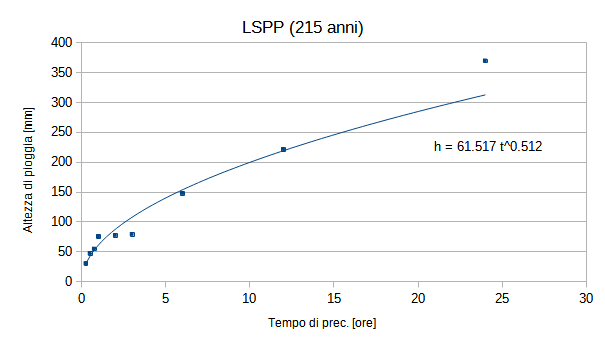 LSPP (215 anni)
400
350
300
250
200
150
100
50
0
h = 61.517 t^0.512
0 5 10 15 20 25 30
Altezza di pioggia [mm]
Tempo di prec. [ore]